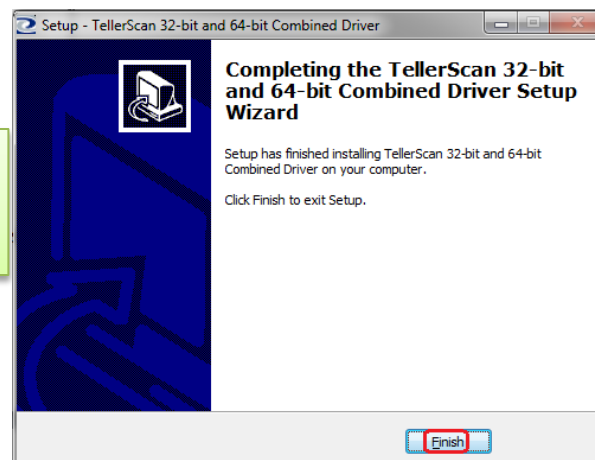 Setup - TellerScan 32-bit and 64-bit Combined Driver
Completing the TellerScan 32-bit
and 64-bit Combined Driver Setup
Wizard
Setup has finished installing TellerScan 32-bit and 64-bit
Combined Driver on your computer.
Click Finish to exit Setup.
Finish